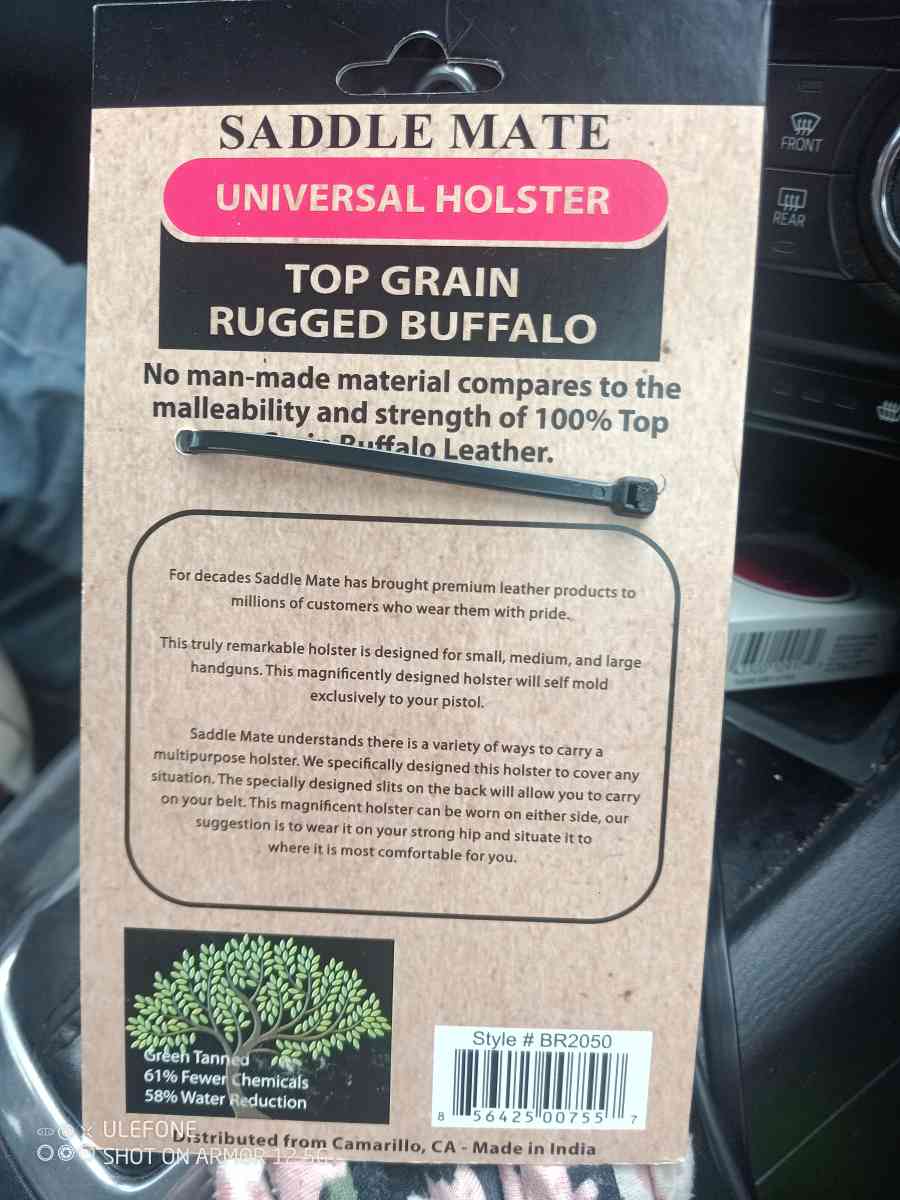 SADDLE MATE
UNIVERSAL HOLSTER
TOP GRAIN
RUGGED BUFFALO
No man-made material compares to the
malleability and strength of 100% Top
Buffalo Leather.
For decades Saddle Mate has brought premium leather products to
millions of customers who wear them with pride.
This truly remarkable holster is designed for small, medium, and large
handguns. This magnificently designed holster will self mold
exclusively to your pistol.
Saddle Mate understands there is a variety of ways to carry a
multipurpose holster. We specifically designed this holster to cover any
situation. The specially designed slits on the back will allow you to carry
on your belt. This magnificent holster can be worn on either side, our
suggestion is to wear it on your strong hip and situate it to
where it is most comfortable for you.
Green Tanned
61% Fewer Chemicals
58% Water Reduction
Style # BR2050
8 56425 00755 7
Distributed from Camarillo, CA - Made in India
FRONT
REAR
ULEFONE
SHOT ON ARMOR 12 5G